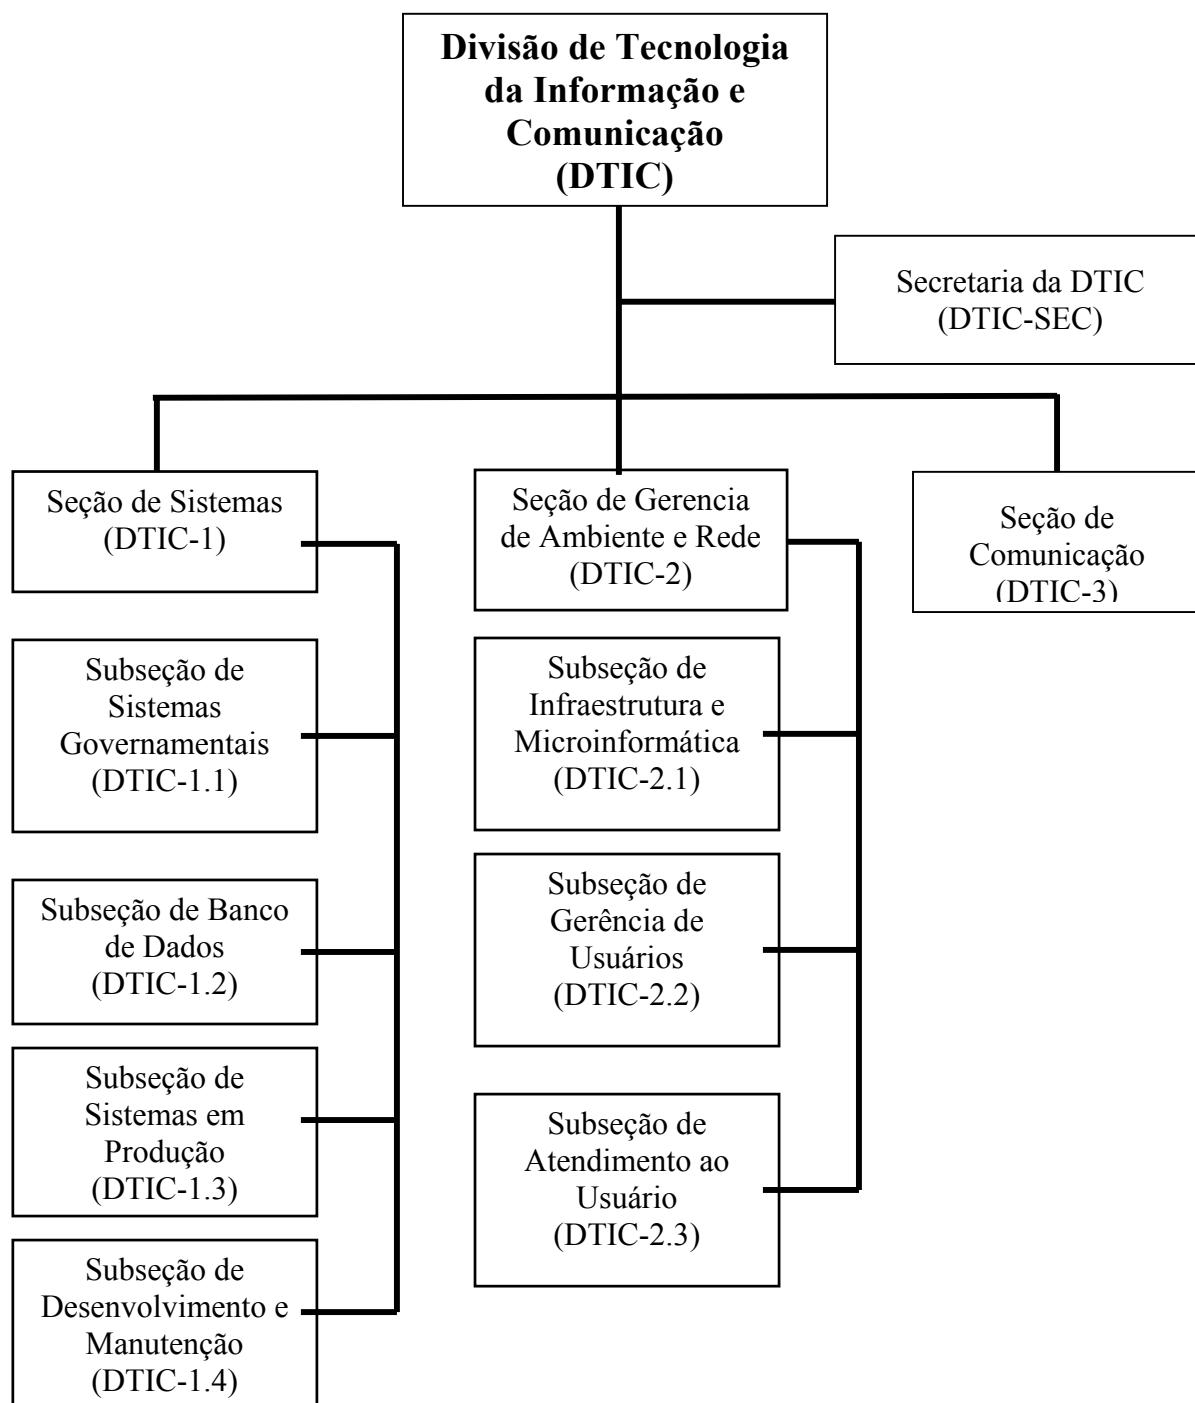 Divisão de Tecnologia
da Informação e
Comunicação
(DTIC)
Secretaria da DTIC
(DTIC-SEC)
Seção de Sistemas
(DTIC-1)
Seção de Gerencia
de Ambiente e Rede
(DTIC-2)
Seção de
Comunicação
(DTIC-3)
Subseção de
Sistemas
Governamentais
(DTIC-1.1)
Subseção de
Infraestrutura e
Microinformática
(DTIC-2.1)
Subseção de Banco
de Dados
(DTIC-1.2)
Subseção de
Gerência de
Usuários
(DTIC-2.2)
Subseção de
Sistemas em
Produção
(DTIC-1.3)
Subseção de
Atendimento ao
Usuário
(DTIC-2.3)
Subseção de
Desenvolvimento e
Manutenção
(DTIC-1.4)